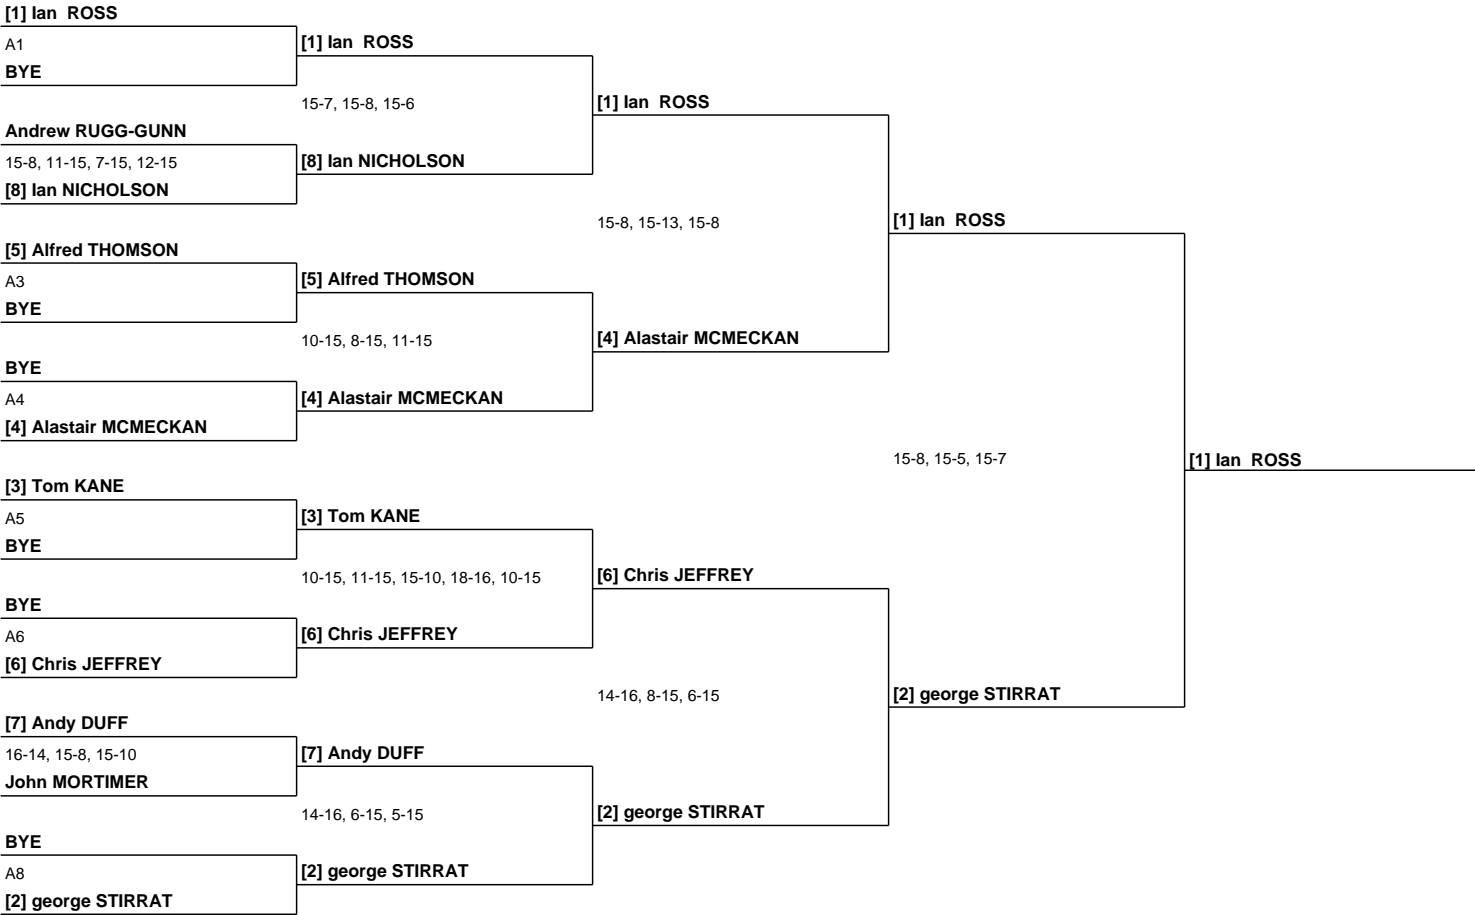 [1] Ian  ROSS
A1
BYE
Andrew RUGG-GUNN
15-8, 11-15, 7-15, 12-15
[8] Ian NICHOLSON
[5] Alfred THOMSON
A3
BYE
BYE
A4
[4] Alastair MCMECKAN
[3] Tom KANE
A5
BYE
BYE
A6
[6] Chris JEFFREY
[7] Andy DUFF
16-14, 15-8, 15-10
John MORTIMER
BYE
A8
[2] george STIRRAT
[1] Ian  ROSS
15-7, 15-8, 15-6
[8] Ian NICHOLSON
[5] Alfred THOMSON
10-15, 8-15, 11-15
[4] Alastair MCMECKAN
[3] Tom KANE
10-15, 11-15, 15-10, 18-16, 10-15
[6] Chris JEFFREY
[7] Andy DUFF
14-16, 6-15, 5-15
[2] george STIRRAT
[1] Ian  ROSS
15-8, 15-13, 15-8
[4] Alastair MCMECKAN
[6] Chris JEFFREY
14-16, 8-15, 6-15
[2] george STIRRAT
[1] Ian  ROSS
15-8, 15-5, 15-7
[2] george STIRRAT
[1] Ian  ROSS